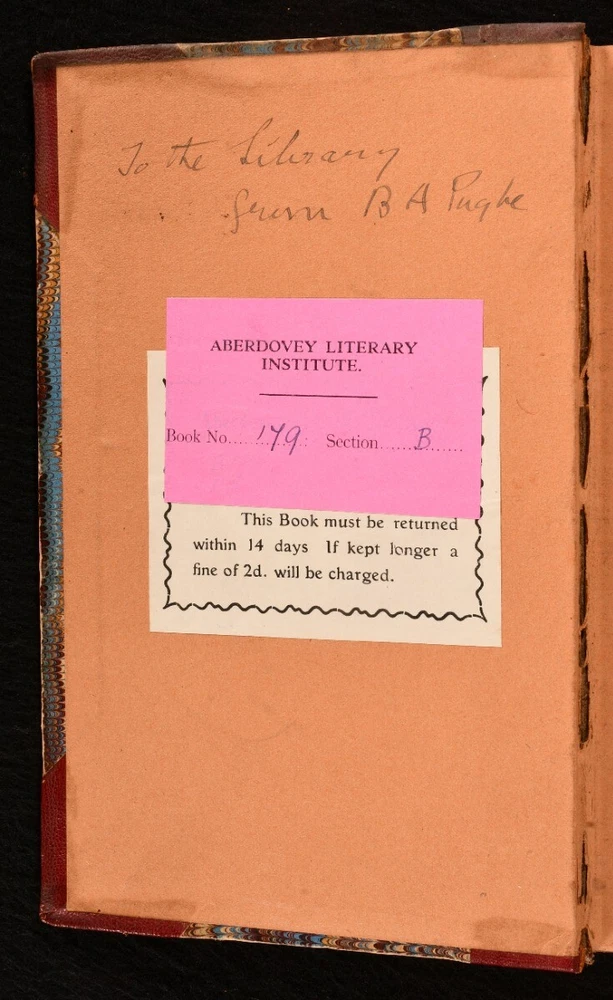 To the Library
from B A Pughe
ABERDOVEY LITERARY
INSTITUTE.
Book No.... 179 Section...... B......
This Book must be returned
within 14 days If kept longer a
fine of 2d. will be charged.